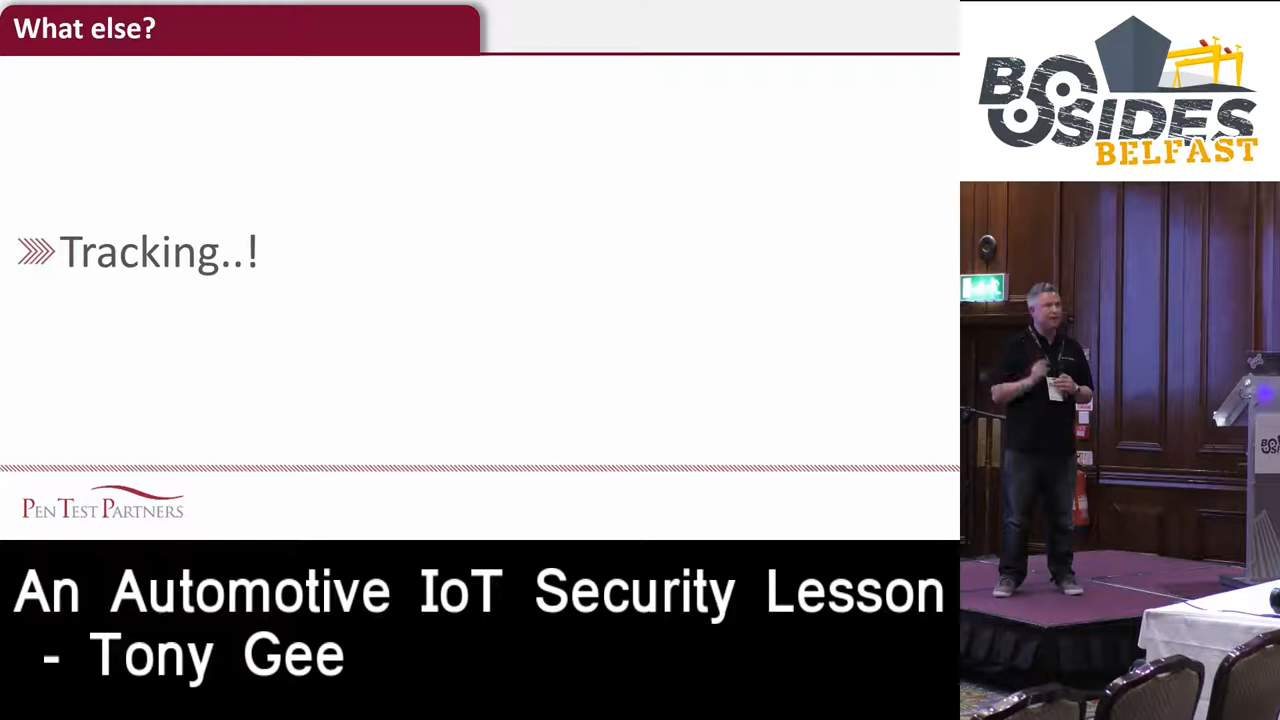 What else?
Tracking..!
PEN TEST PARTNERS
An Automotive IoT Security Lesson
- Tony Gee
BSIDES
BELFAST